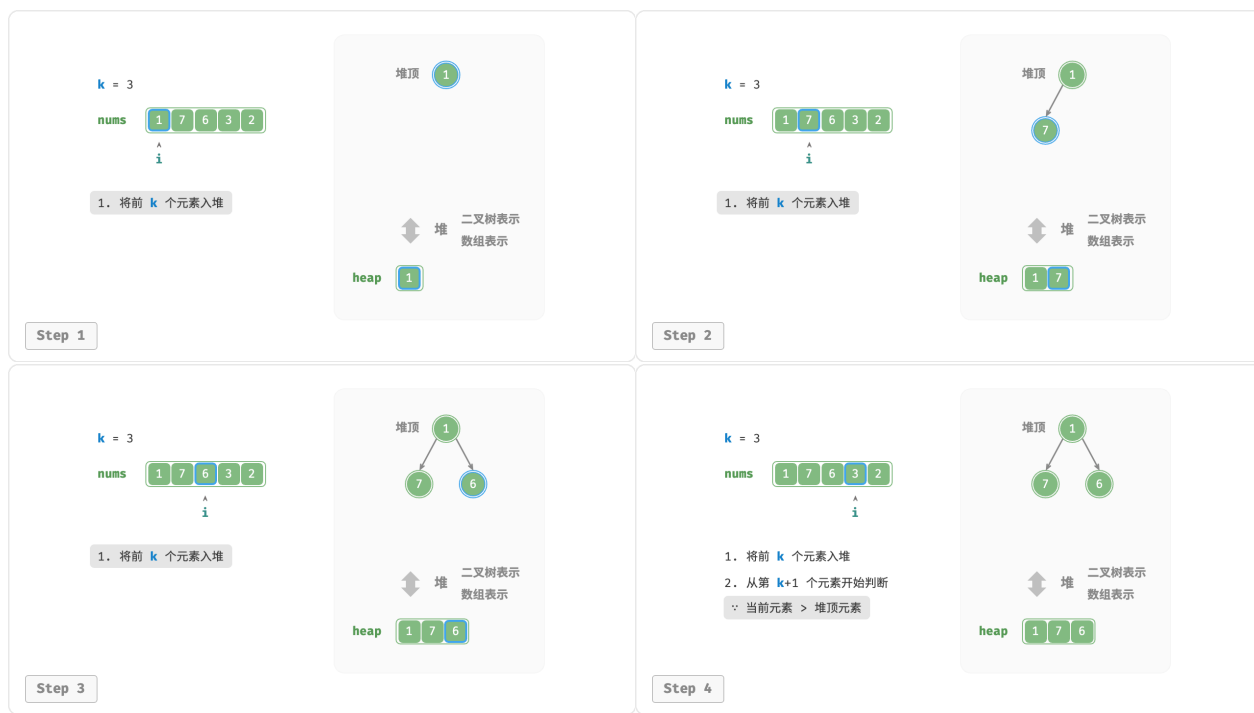 k = 3
nums 1 7 6 3 2
i
1. 将前 k 个元素入堆
堆顶 1
堆 二叉树表示
数组表示
heap 1
Step 1
k = 3
nums 1 7 6 3 2
i
1. 将前 k 个元素入堆
堆顶 1
7
堆 二叉树表示
数组表示
heap 1 7
Step 2
k = 3
nums 1 7 6 3 2
i
1. 将前 k 个元素入堆
堆顶 1
7 6
堆 二叉树表示
数组表示
heap 1 7 6
Step 3
k = 3
nums 1 7 6 3 2
i
1. 将前 k 个元素入堆
2. 从第 k+1 个元素开始判断
∵ 当前元素 > 堆顶元素
堆顶 1
7 6
堆 二叉树表示
数组表示
heap 1 7 6
Step 4